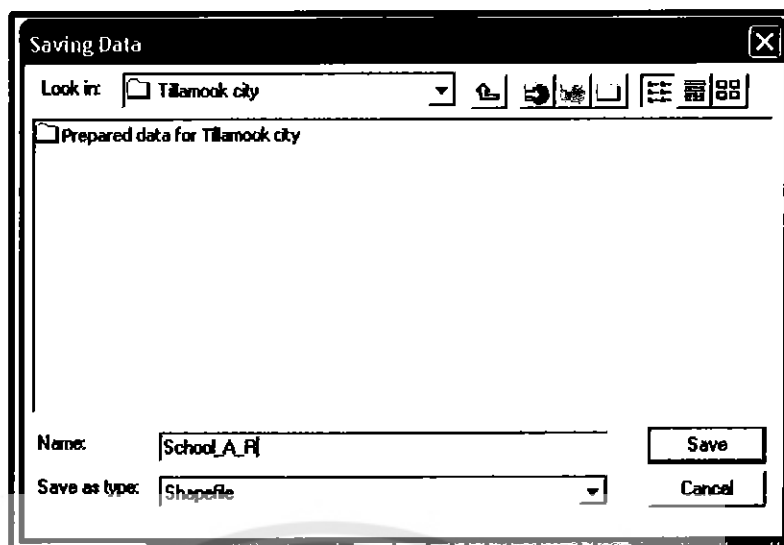 Saving Data
Look in: Tillamook city
Prepared data for Tillamook city
Name: School_A_R Save
Save as type: Shapefile Cancel